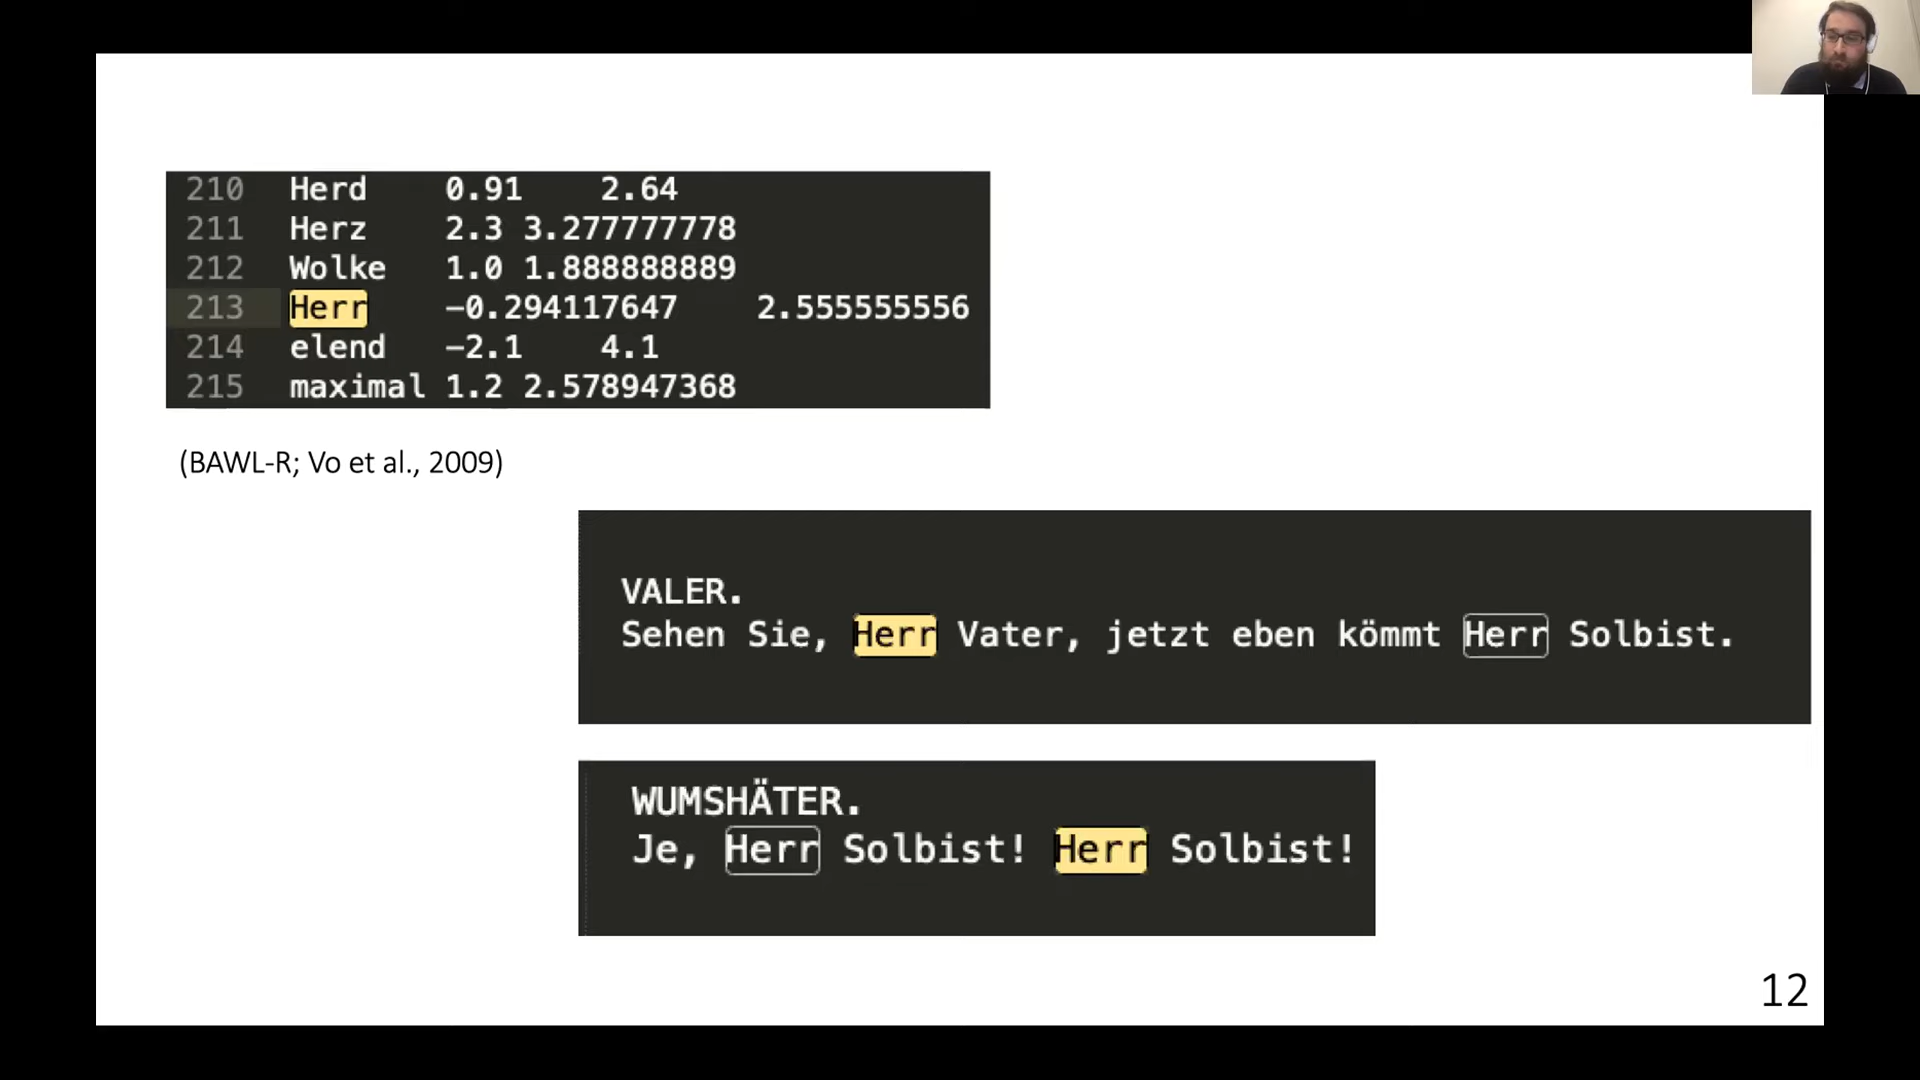 210 Herd 0.91 2.64
211 Herz 2.3 3.277777778
212 Wolke 1.0 1.888888889
213 Herr -0.294117647 2.555555556
214 elend -2.1 4.1
215 maximal 1.2 2.578947368
(BAWL-R; Vo et al., 2009)
VALER.
Sehen Sie, Herr Vater, jetzt eben kömmt Herr Solbist.
WUMSHÄTER.
Je, Herr Solbist! Herr Solbist!
12